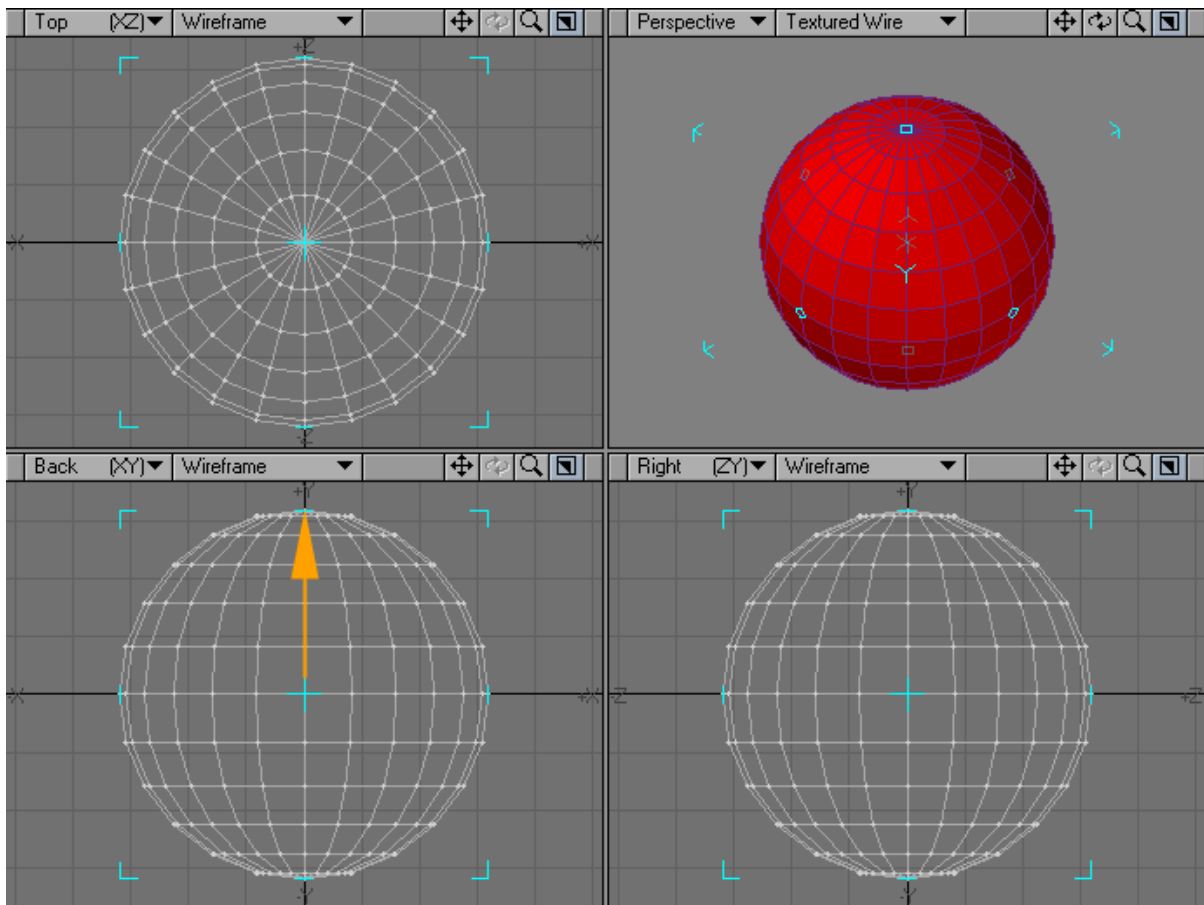 Top (XZ) Wireframe
Perspective Textured Wire
+Z
-X +X
-Z
Back (XY) Wireframe
Right (ZY) Wireframe
+Y +Y
-X +X -Z +Z
-Y -Y